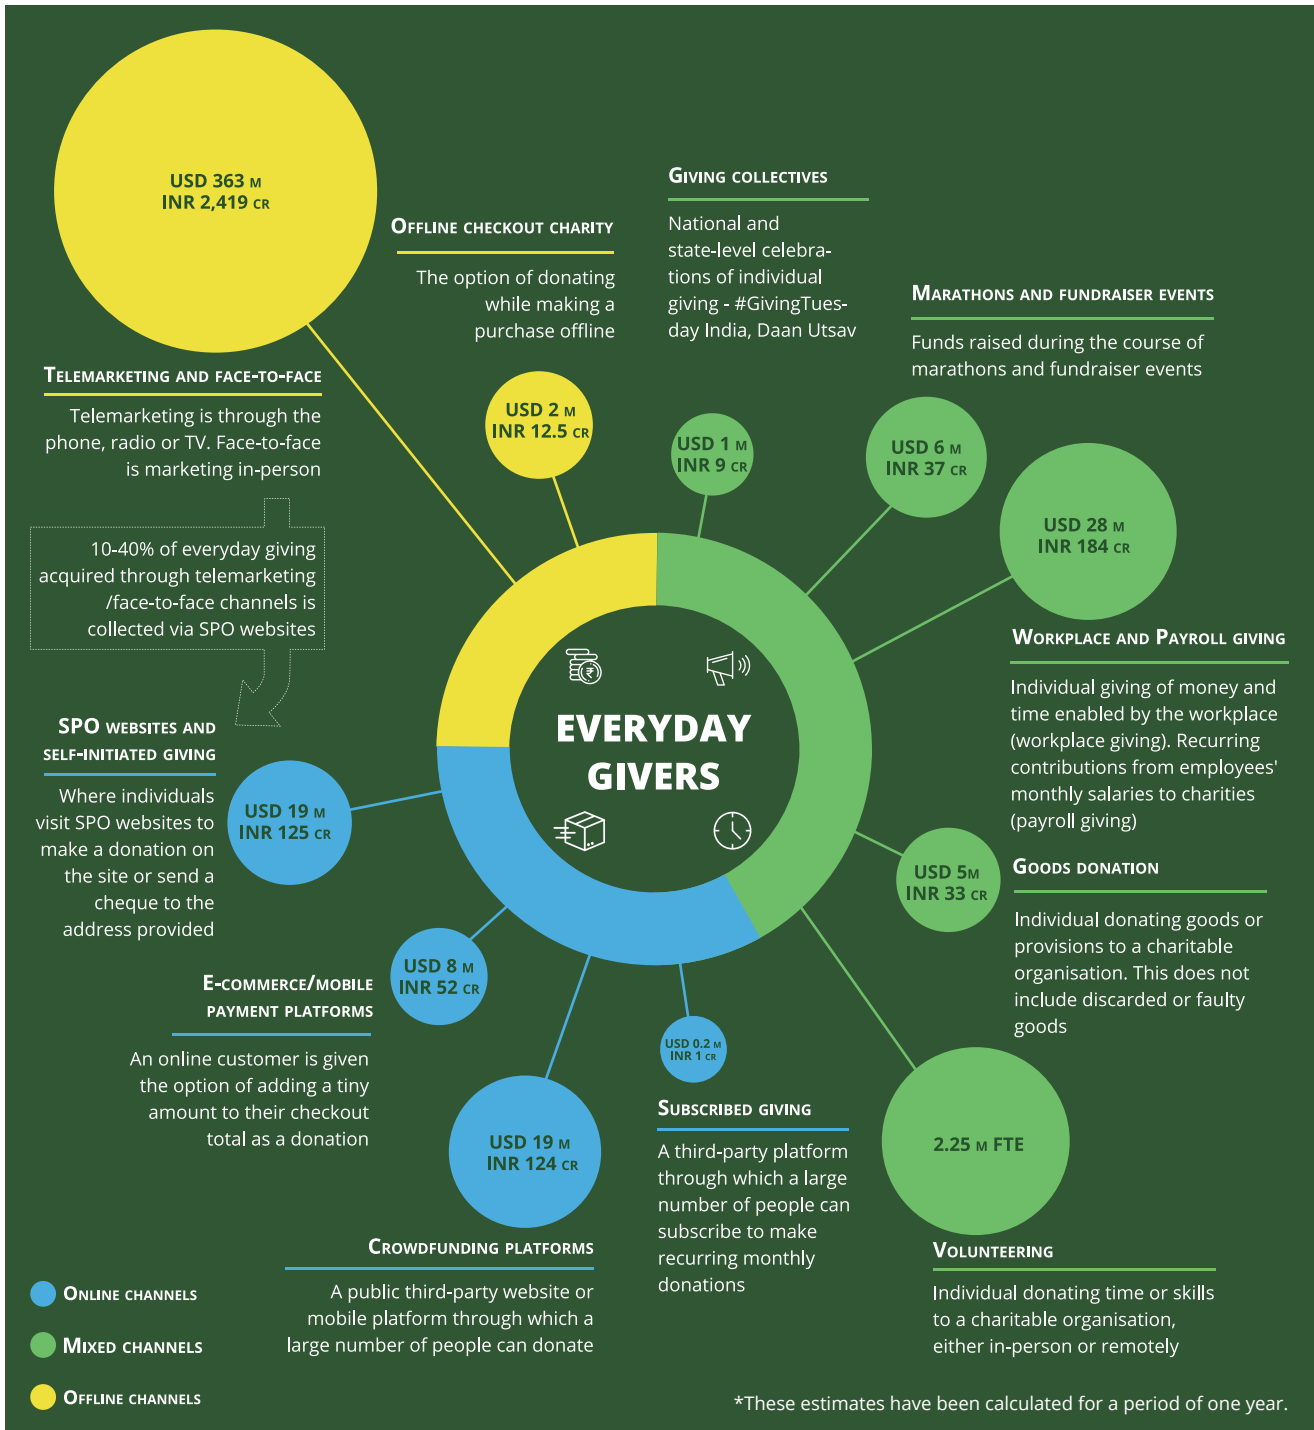 USD 363 M
INR 2,419 CR
TELEMARKETING AND FACE-TO-FACE
Telemarketing is through the
phone, radio or TV. Face-to-face
is marketing in-person
10-40% of everyday giving
acquired through telemarketing
/face-to-face channels is
collected via SPO websites
OFFLINE CHECKOUT CHARITY
The option of donating
while making a
purchase offline
USD 2 M
INR 12.5 CR
GIVING COLLECTIVES
National and
state-level celebra-
tions of individual
giving - #GivingTues-
day India, Daan Utsav
USD 1 M
INR 9 CR
MARATHONS AND FUNDRAISER EVENTS
Funds raised during the course of
marathons and fundraiser events
USD 6 M
INR 37 CR
USD 28 M
INR 184 CR
WORKPLACE AND PAYROLL GIVING
Individual giving of money and
time enabled by the workplace
(workplace giving). Recurring
contributions from employees'
monthly salaries to charities
(payroll giving)
EVERYDAY
GIVERS
SPO WEBSITES AND
SELF-INITIATED GIVING
Where individuals
visit SPO websites to
make a donation on
the site or send a
cheque to the
address provided
USD 19 M
INR 125 CR
USD 5M
INR 33 CR
GOODS DONATION
Individual donating goods or
provisions to a charitable
organisation. This does not
include discarded or faulty
goods
E-COMMERCE/MOBILE
PAYMENT PLATFORMS
An online customer is given
the option of adding a tiny
amount to their checkout
total as a donation
USD 8 M
INR 52 CR
USD 19 M
INR 124 CR
CROWDFUNDING PLATFORMS
A public third-party website or
mobile platform through which a
large number of people can donate
USD 0.2 M
INR 1 CR
SUBSCRIBED GIVING
A third-party platform
through which a large
number of people can
subscribe to make
recurring monthly
donations
2.25 M FTE
VOLUNTEERING
Individual donating time or skills
to a charitable organisation,
either in-person or remotely
ONLINE CHANNELS
MIXED CHANNELS
OFFLINE CHANNELS
*These estimates have been calculated for a period of one year.
₹